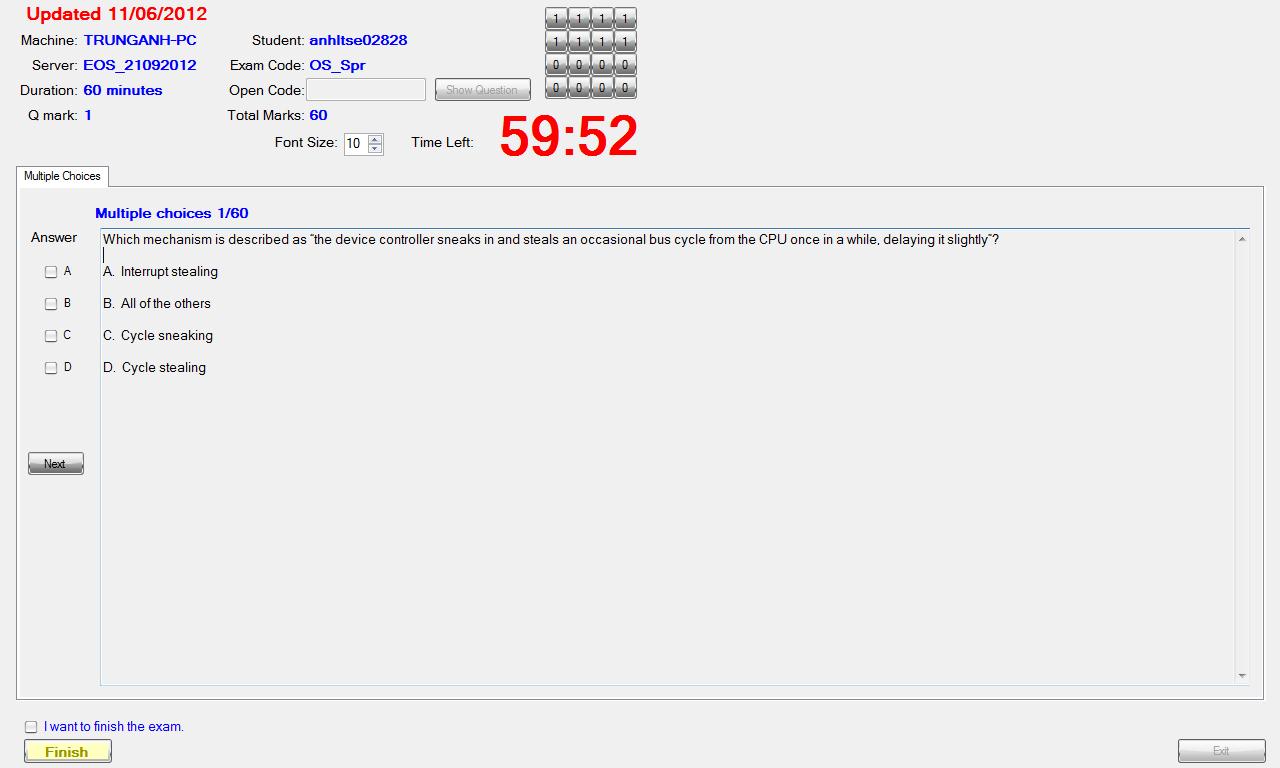 Updated 11/06/2012
Machine: TRUNGANH-PC Student: anhltse02828
Server: EOS_21092012 Exam Code: OS_Spr
Duration: 60 minutes Open Code: Show Question
Q mark: 1 Total Marks: 60
1 1 1 1
1 1 1 1
0 0 0 0
0 0 0 0
Font Size: 10 Time Left: 59:52
Multiple Choices
Multiple choices 1/60
Answer
Which mechanism is described as "the device controller sneaks in and steals an occasional bus cycle from the CPU once in a while, delaying it slightly"?
A A. Interrupt stealing
B B. All of the others
C C. Cycle sneaking
D D. Cycle stealing
Next
I want to finish the exam.
Finish Exit